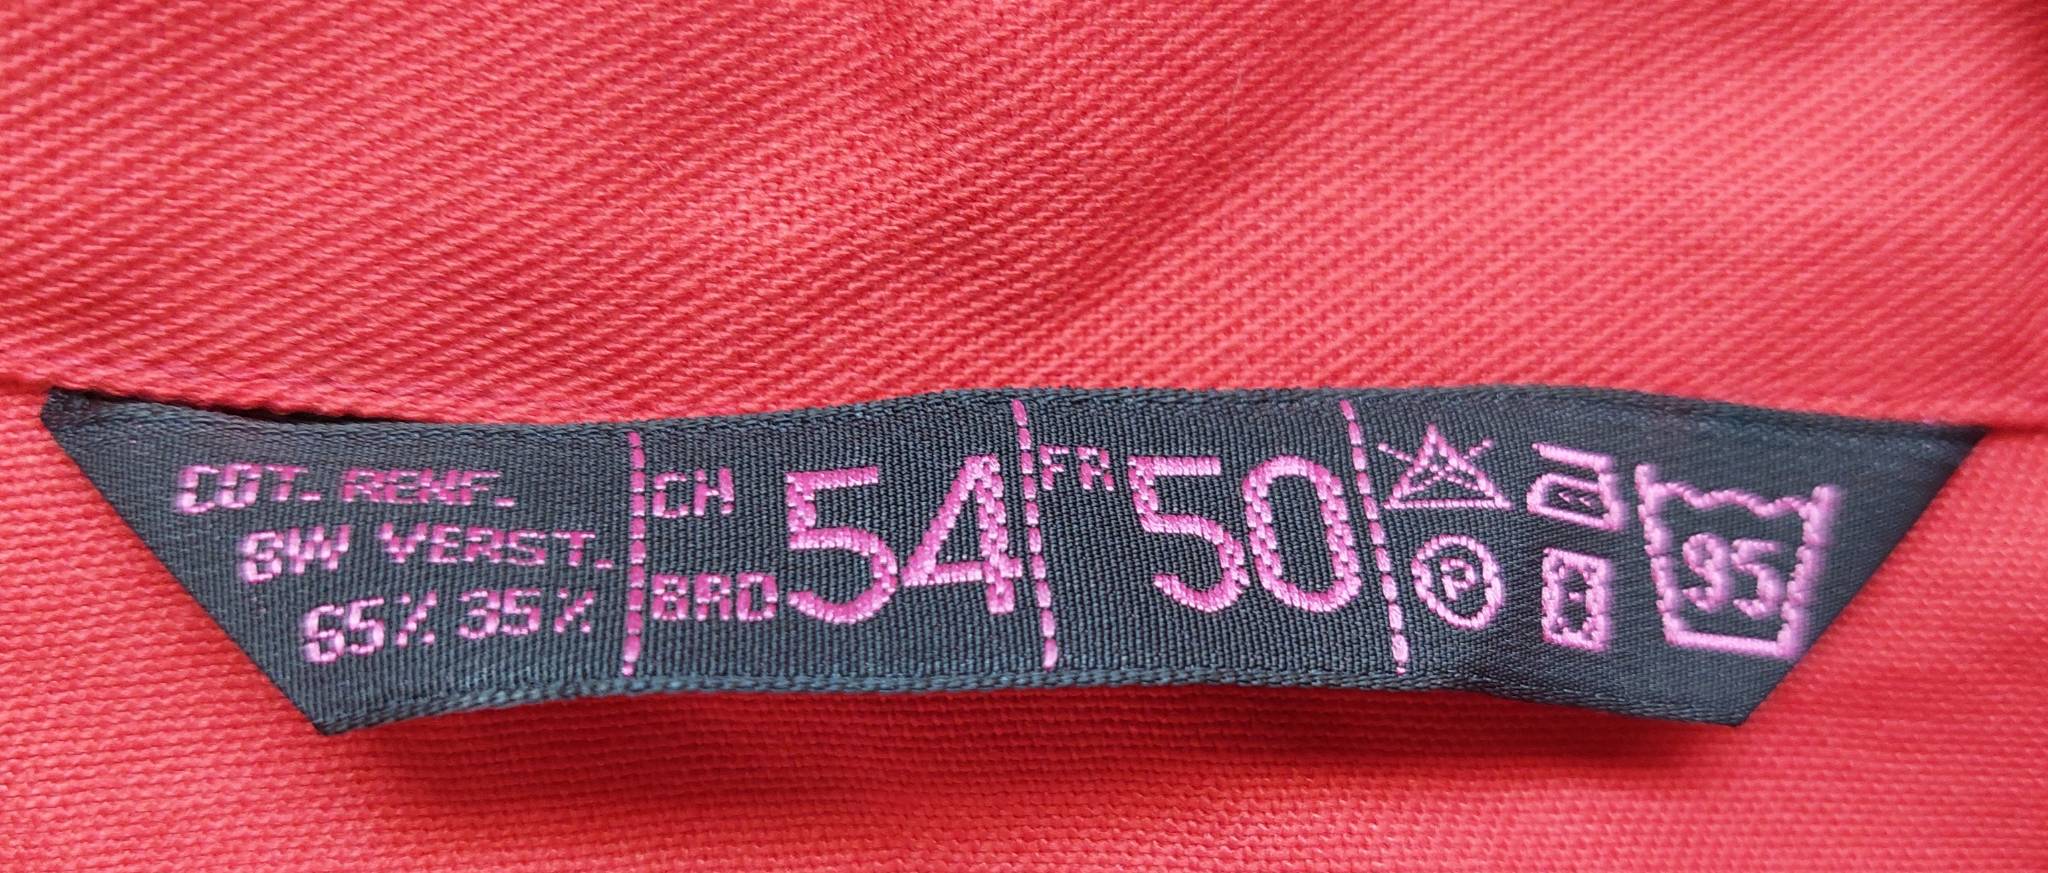 COT. RENF.
BW VERST.
65% 35%
CH
BRD
54
FR
50
P
95